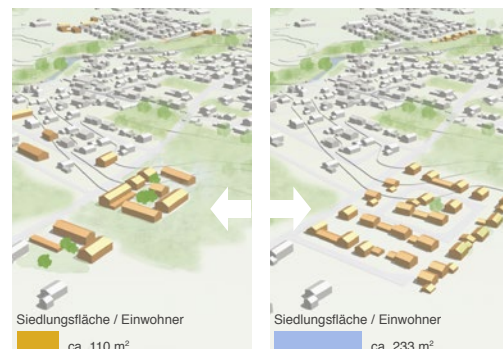 Siedlungsfläche / Einwohner
ca. 110 m²
Siedlungsfläche / Einwohner
ca. 233 m²